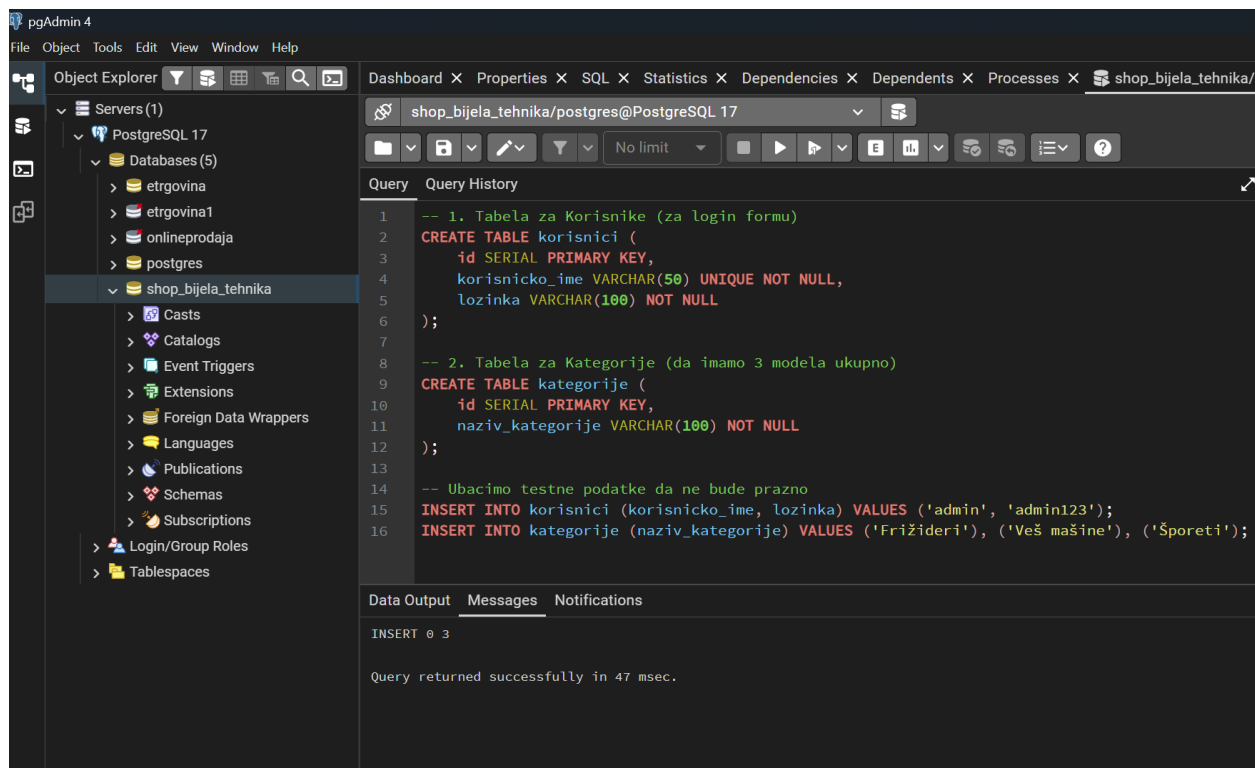 pgAdmin 4
File Object Tools Edit View Window Help
Object Explorer
Servers (1)
PostgreSQL 17
Databases (5)
etrgovina
etrgovina1
onlineprodaja
postgres
shop_bijela_tehnika
Casts
Catalogs
Event Triggers
Extensions
Foreign Data Wrappers
Languages
Publications
Schemas
Subscriptions
Login/Group Roles
Tablespaces
Dashboard X Properties X SQL X Statistics X Dependencies X Dependents X Processes X shop_bijela_tehnika/
shop_bijela_tehnika/postgres@PostgreSQL 17
No limit E
Query Query History
1 -- 1. Tabela za Korisnike (za login formu)
2 CREATE TABLE korisnici (
3 id SERIAL PRIMARY KEY,
4 korisnicko_ime VARCHAR(50) UNIQUE NOT NULL,
5 lozinka VARCHAR(100) NOT NULL
6 );
7
8 -- 2. Tabela za Kategorije (da imamo 3 modela ukupno)
9 CREATE TABLE kategorije (
10 id SERIAL PRIMARY KEY,
11 naziv_kategorije VARCHAR(100) NOT NULL
12 );
13
14 -- Ubacimo testne podatke da ne bude prazno
15 INSERT INTO korisnici (korisnicko_ime, lozinka) VALUES ('admin', 'admin123');
16 INSERT INTO kategorije (naziv_kategorije) VALUES ('Frižideri'), ('Veš mašine'), ('Šporeti');
Data Output Messages Notifications
INSERT 0 3
Query returned successfully in 47 msec.